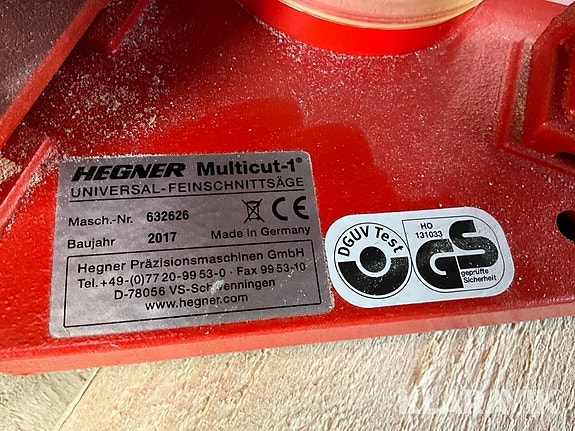 HEGNER Multicut-1®
UNIVERSAL-FEINSCHNITTSÄGE
Masch.-Nr. 632626
Baujahr 2017 Made in Germany
CE
Hegner Präzisionsmaschinen GmbH
Tel.+49-(0)77 20-99 53-0 · Fax 99 53-10
D-78056 VS-Schwenningen
www.hegner.com
DGUV Test
HO
131033
GS
geprüfte
Sicherheit
KLARAVIK